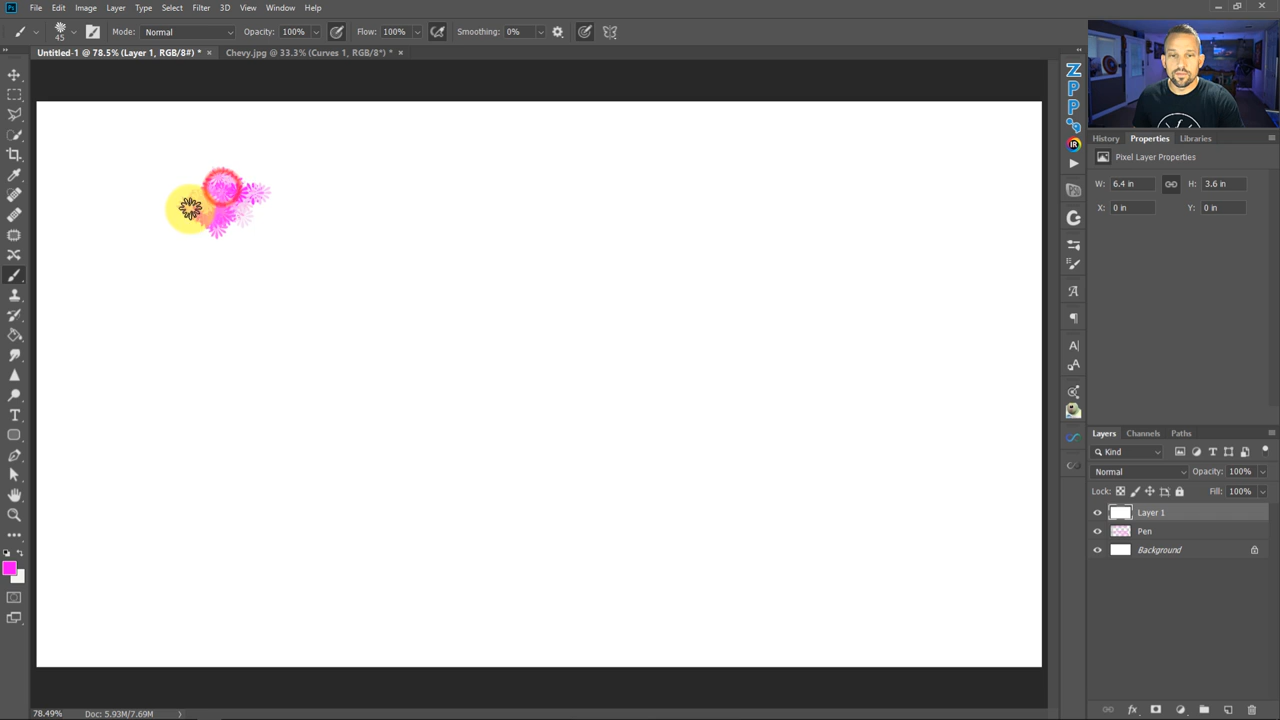 Ps File Edit Image Layer Type Select Filter 3D View Window Help
45 Mode: Normal Opacity: 100% Flow: 100% Smoothing: 0%
Untitled-1 @ 78.5% (Layer 1, RGB/8#) * × Chevy.jpg @ 33.3% (Curves 1, RGB/8*) * ×
History Properties Libraries
Pixel Layer Properties
W: 6.4 in H: 3.6 in
X: 0 in Y: 0 in
Layers Channels Paths
Kind
Normal Opacity: 100%
Lock: Fill: 100%
Layer 1
Pen
Background
78.49% Doc: 5.93M/7.69M